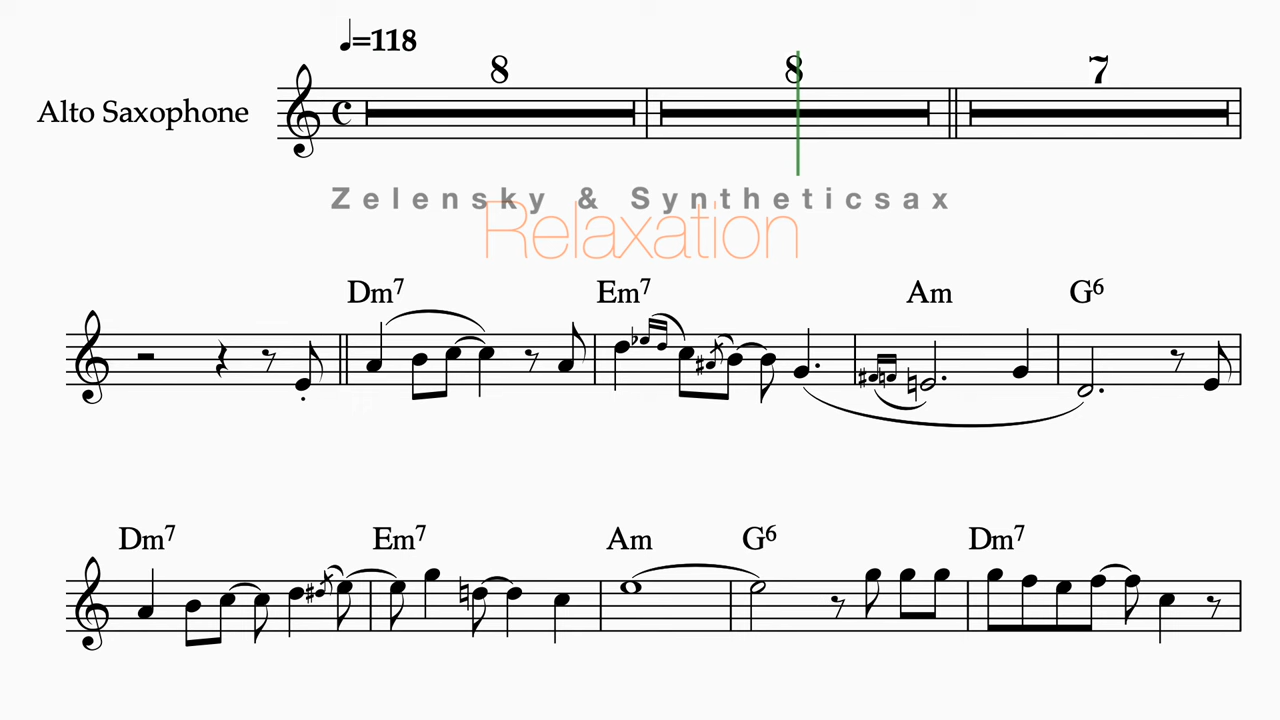 ♩=118
8 8 7
Alto Saxophone
Zelensky & Syntheticsax
Relaxation
Dm7 Em7 Am G6
Dm7 Em7 Am G6 Dm7